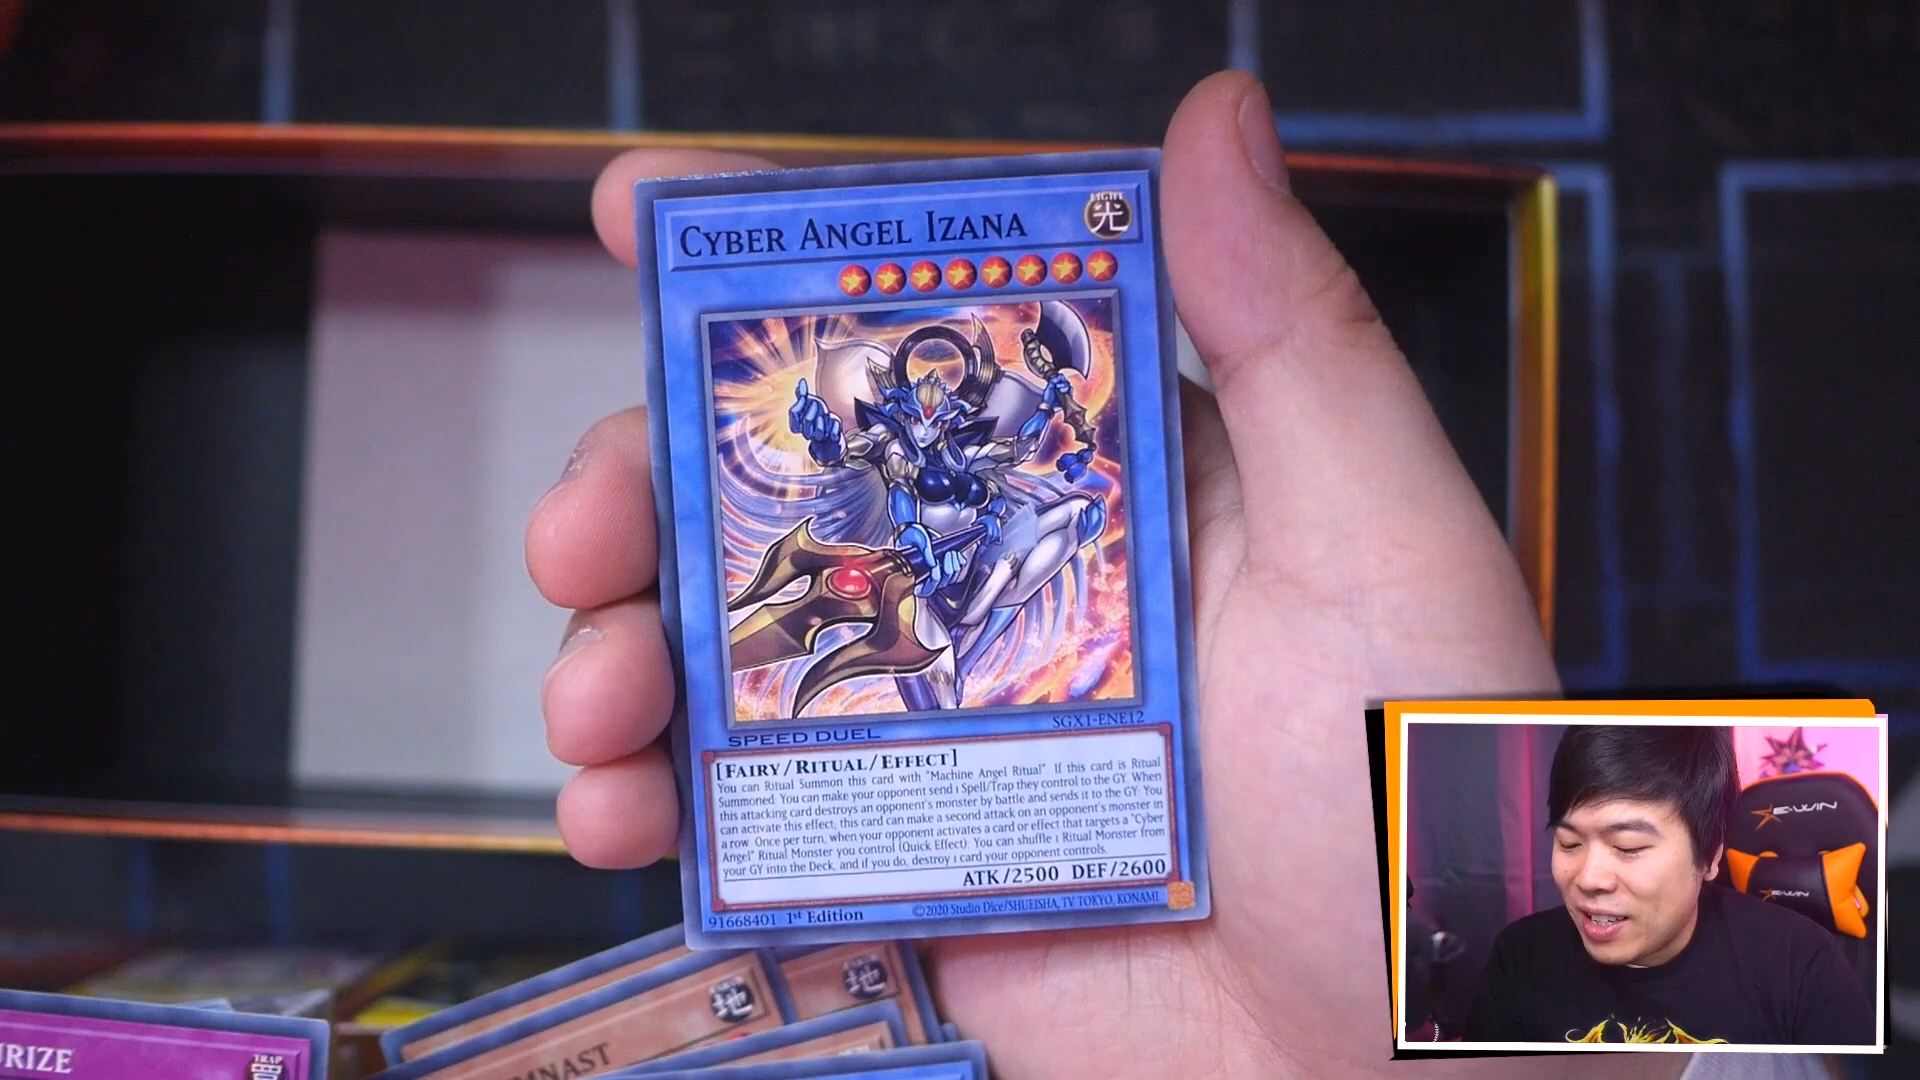 CYBER ANGEL IZANA
LIGHT
光
SGX1-ENE12
SPEED DUEL
[FAIRY/RITUAL/EFFECT]
You can Ritual Summon this card with "Machine Angel Ritual". If this card is Ritual
Summoned: You can make your opponent send 1 Spell/Trap they control to the GY. When
this attacking card destroys an opponent's monster by battle and sends it to the GY: You
can activate this effect; this card can make a second attack on an opponent's monster in
a row. Once per turn, when your opponent activates a card or effect that targets a "Cyber
Angel" Ritual Monster you control (Quick Effect): You can shuffle 1 Ritual Monster from
your GY into the Deck, and if you do, destroy 1 card your opponent controls.
ATK/2500 DEF/2600
91668401 1st Edition
©2020 Studio Dice/SHUEISHA, TV TOKYO, KONAMI
E-WIN
E-WIN
地
EARTH
地
URIZE
TRAP
罠
MNAST